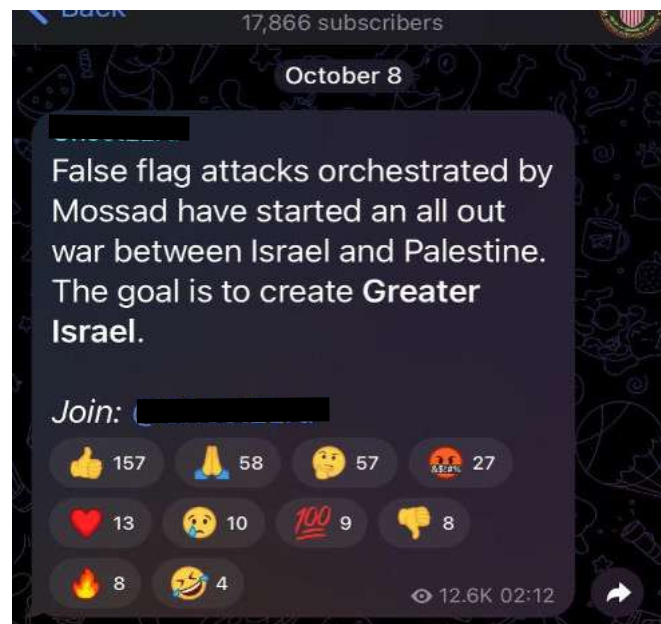 Back
17,866 subscribers
October 8
False flag attacks orchestrated by
Mossad have started an all out
war between Israel and Palestine.
The goal is to create Greater
Israel.
Join:
157 58 57 27
13 10 100 9 8
8 4 12.6K 02:12